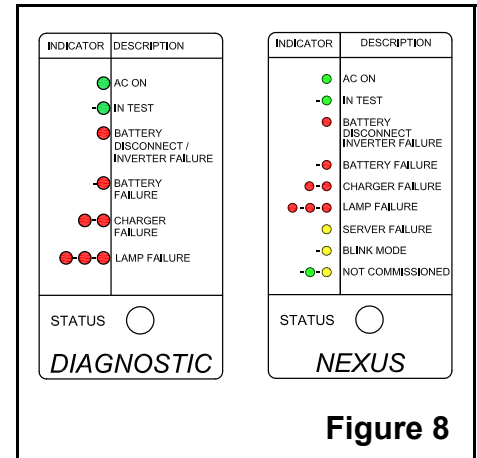 INDICATOR DESCRIPTION
AC ON
IN TEST
BATTERY
DISCONNECT /
INVERTER FAILURE
BATTERY
FAILURE
CHARGER
FAILURE
LAMP FAILURE
STATUS
DIAGNOSTIC
INDICATOR DESCRIPTION
AC ON
IN TEST
BATTERY
DISCONNECT
INVERTER FAILURE
BATTERY FAILURE
CHARGER FAILURE
LAMP FAILURE
SERVER FAILURE
BLINK MODE
NOT COMMISSIONED
STATUS
NEXUS
Figure 8